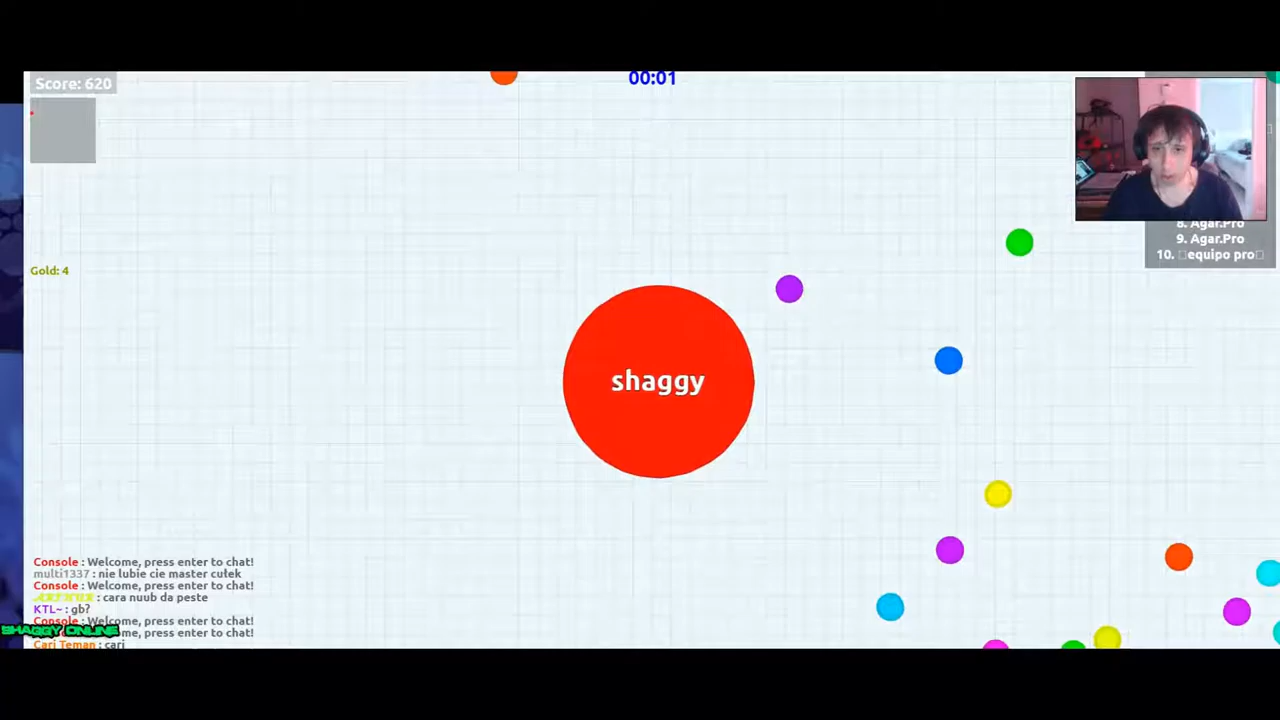 Score: 620
00:01
8. Agar.Pro
9. Agar.Pro
10. equipo pro
Gold: 4
shaggy
Console : Welcome, press enter to chat!
multi1337 : nie lubie cie master culek
Console : Welcome, press enter to chat!
: cara nuub da peste
KTL~ : gb?
Console : Welcome, press enter to chat!
me, press enter to chat!
SHAGGY ONLINE
Cari Teman : cari